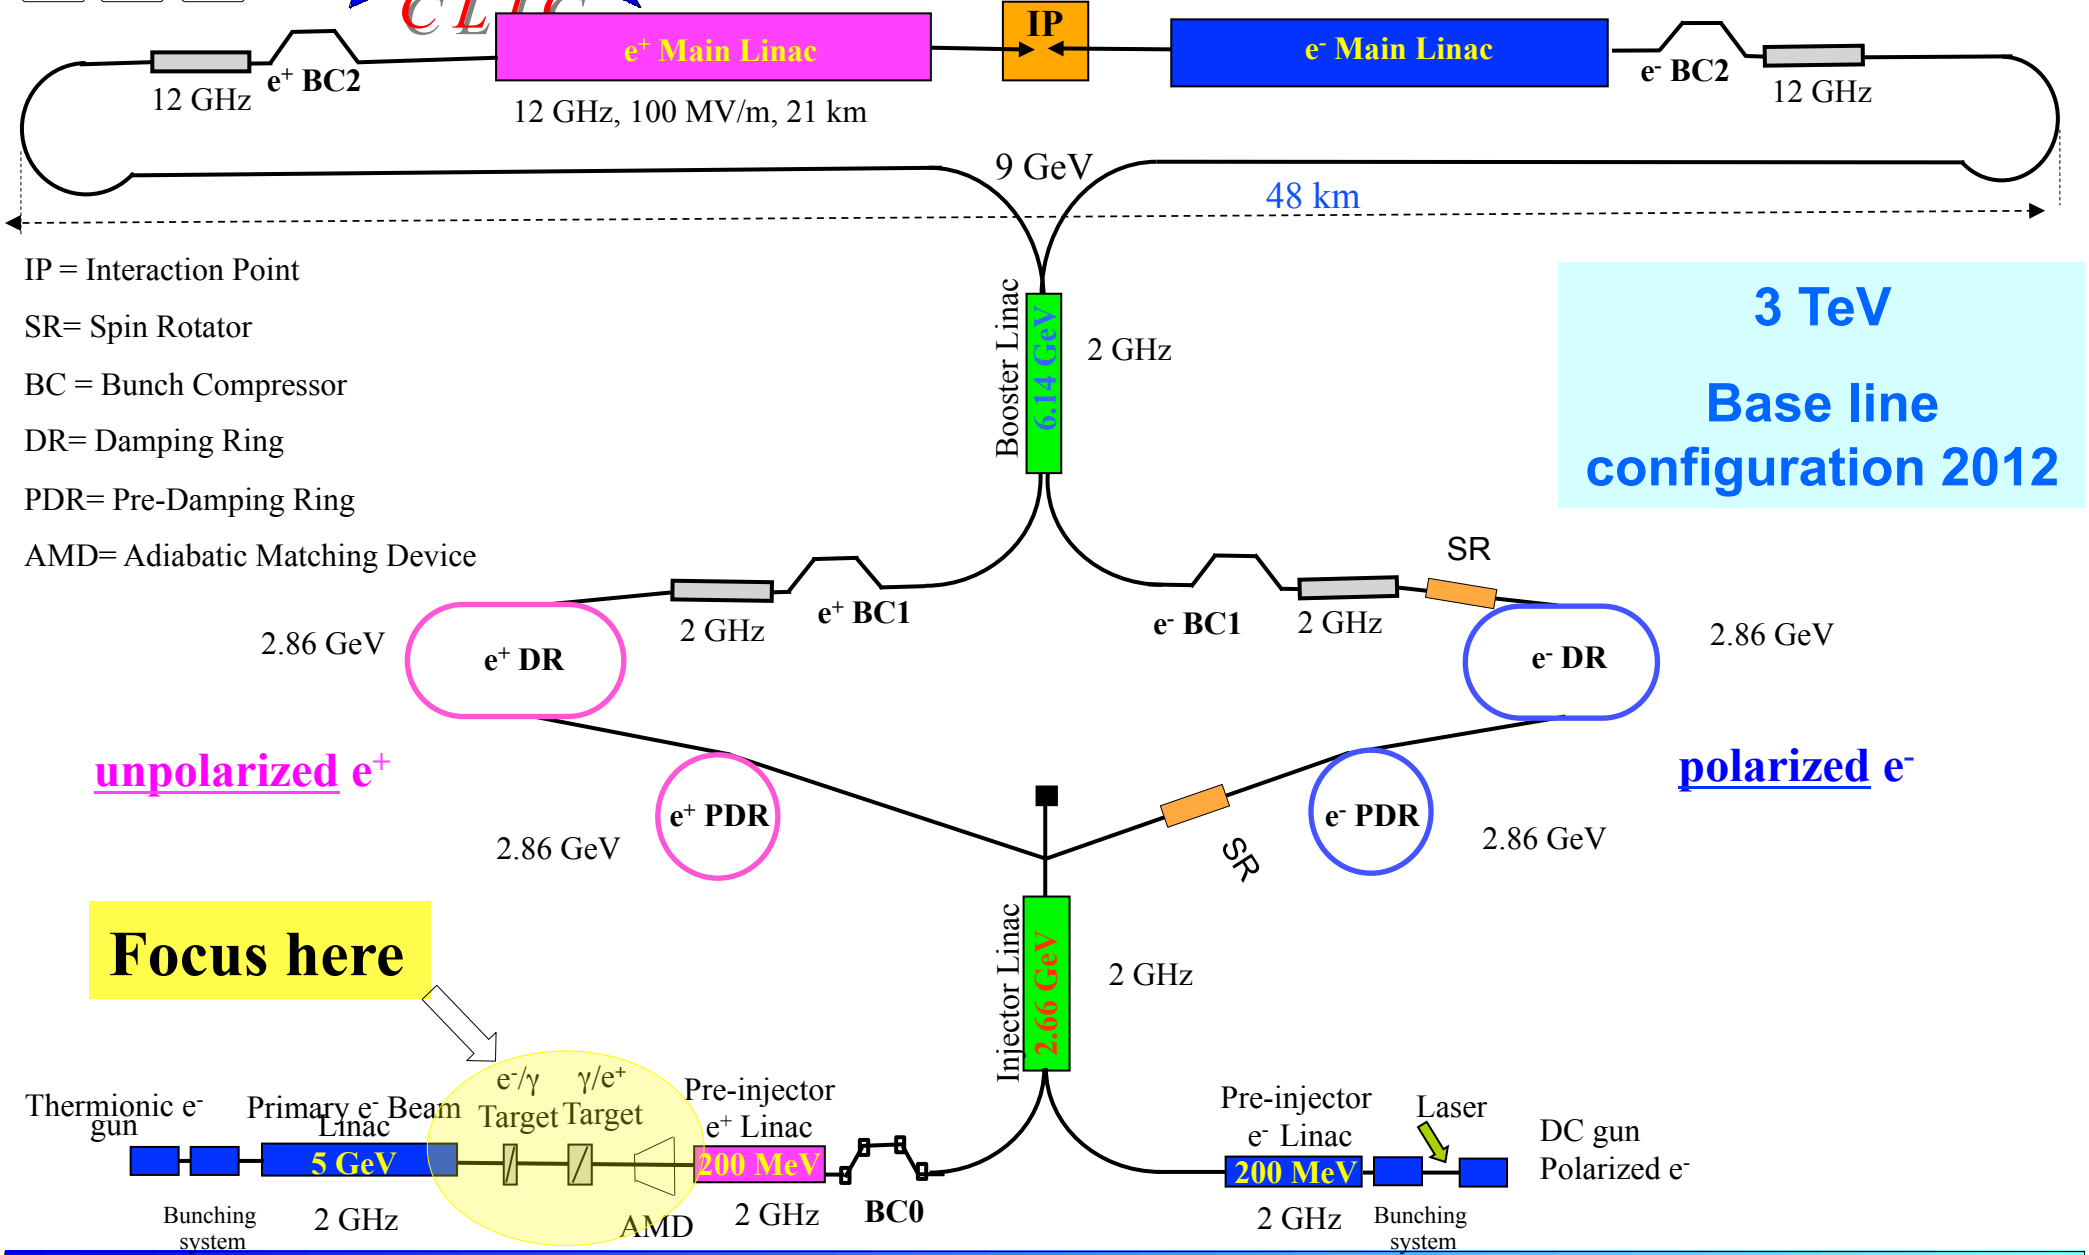 CLIC
e⁺ Main Linac
IP
e⁻ Main Linac
12 GHz
e⁺ BC2
12 GHz, 100 MV/m, 21 km
e⁻ BC2
12 GHz
9 GeV
48 km
IP = Interaction Point
SR= Spin Rotator
BC = Bunch Compressor
DR= Damping Ring
PDR= Pre-Damping Ring
AMD= Adiabatic Matching Device
Booster Linac
6.14 GeV
2 GHz
3 TeV
Base line
configuration 2012
SR
2 GHz
e⁺ BC1
e⁻ BC1
2 GHz
2.86 GeV
e⁺ DR
e⁻ DR
2.86 GeV
unpolarized e⁺
polarized e⁻
e⁺ PDR
2.86 GeV
SR
e⁻ PDR
2.86 GeV
Focus here
Injector Linac
2.66 GeV
2 GHz
Thermionic e⁻
gun
Primary e⁻ Beam
Linac
5 GeV
e⁻/γ
Target
γ/e⁺
Target
Pre-injector
e⁺ Linac
200 MeV
Pre-injector
e⁻ Linac
200 MeV
Laser
DC gun
Polarized e⁻
Bunching
system
2 GHz
AMD
2 GHz
BC0
2 GHz
Bunching
system